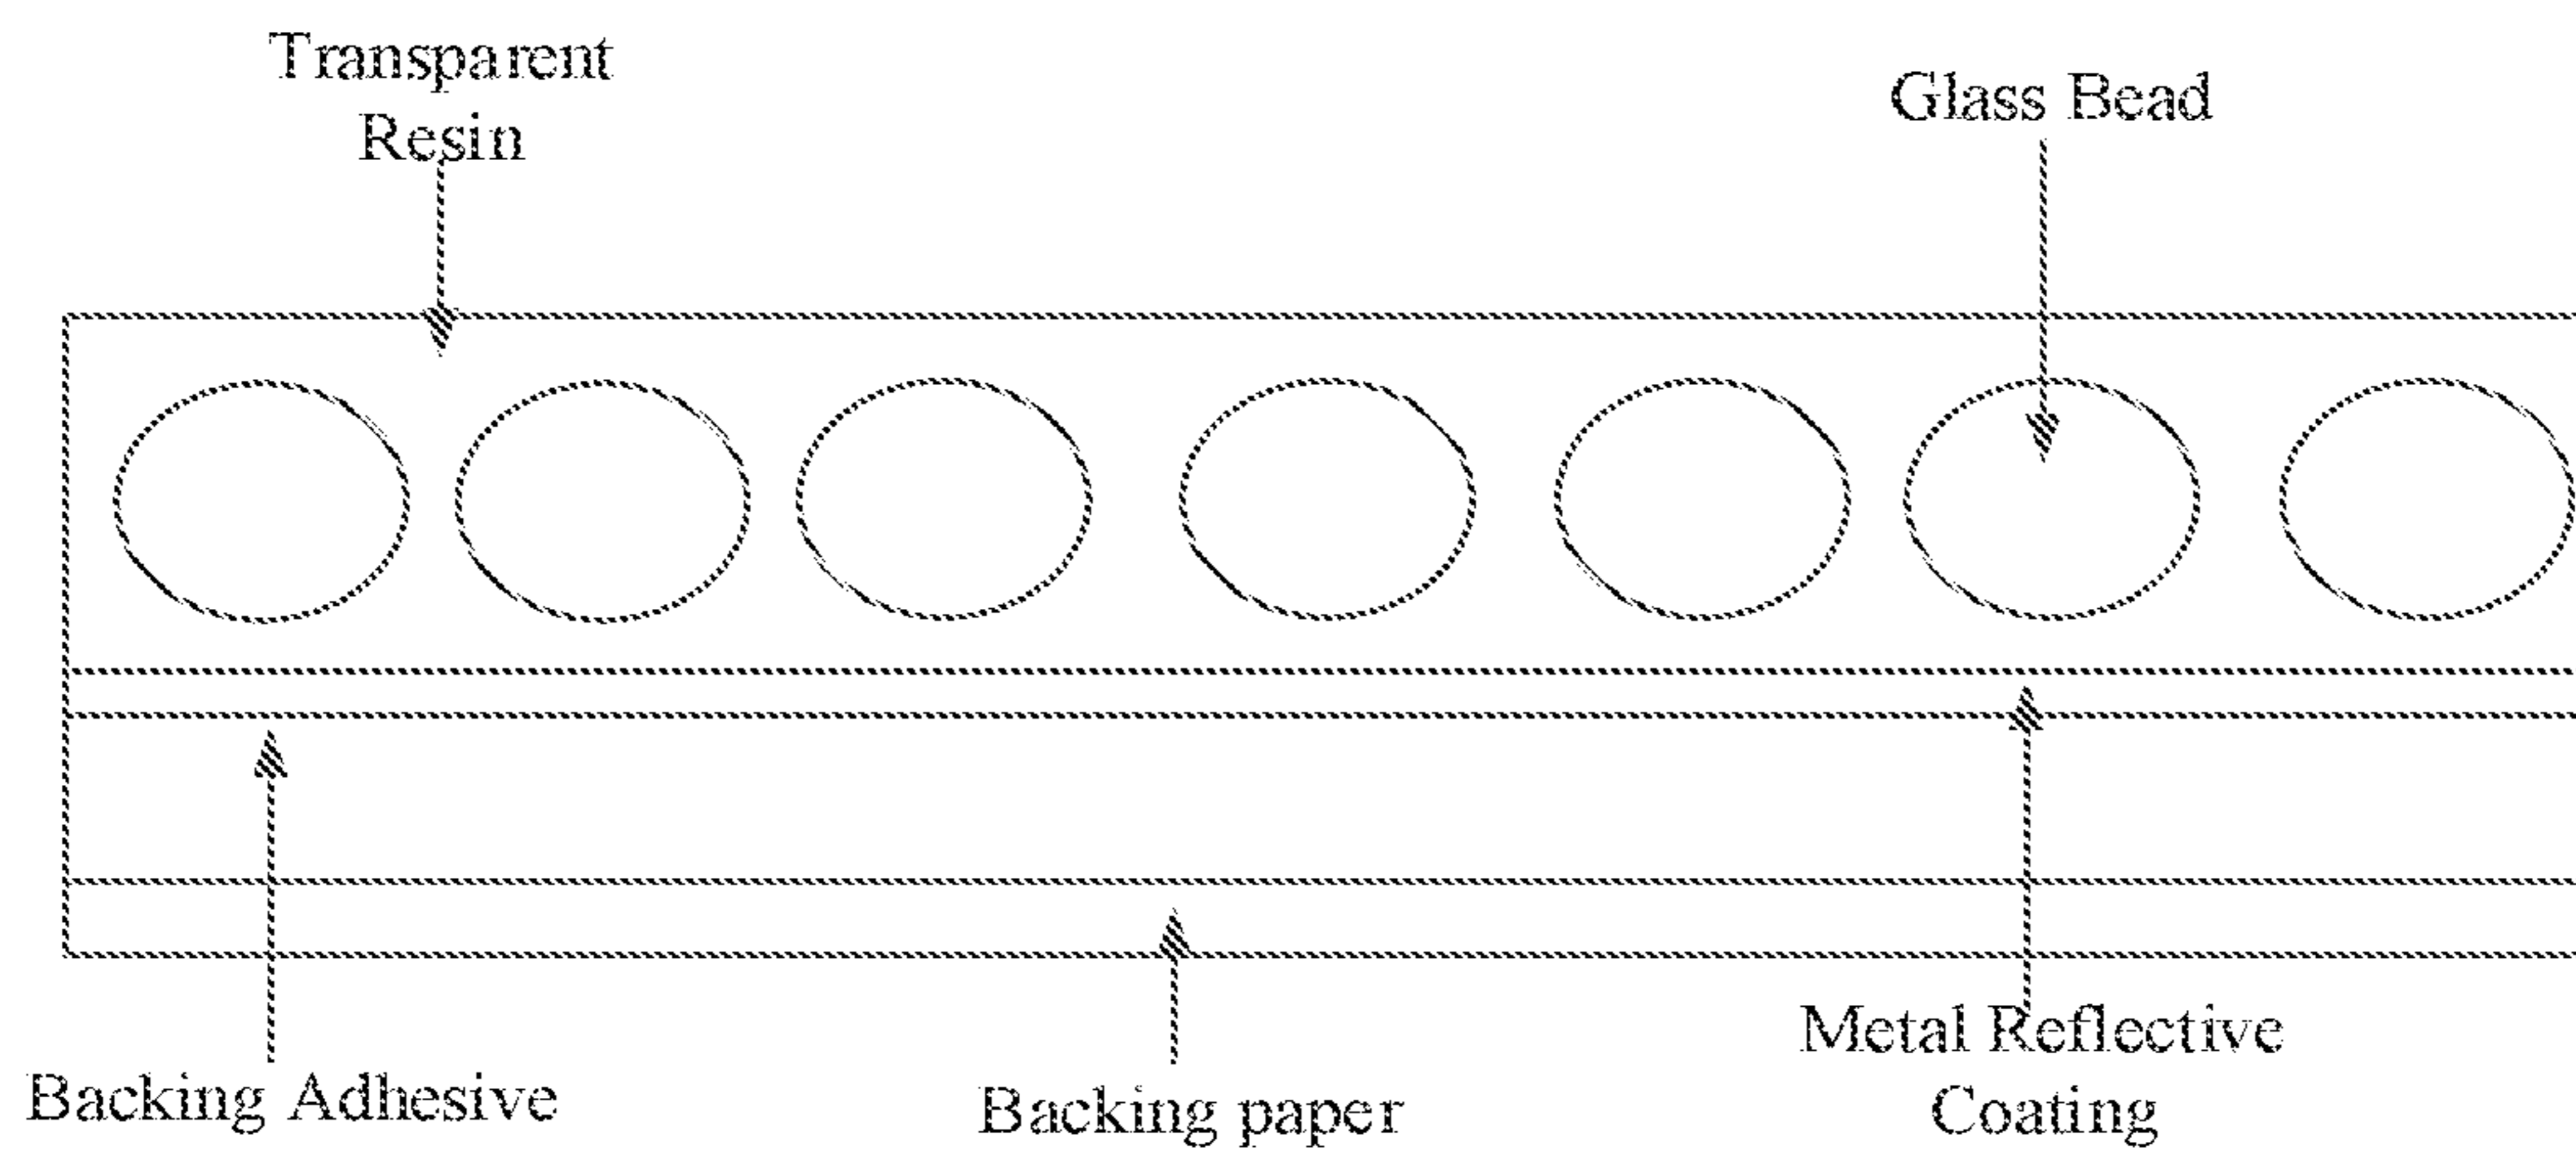 Transparent
Resin
Glass Bead
Metal Reflective
Coating
Backing Adhesive
Backing paper